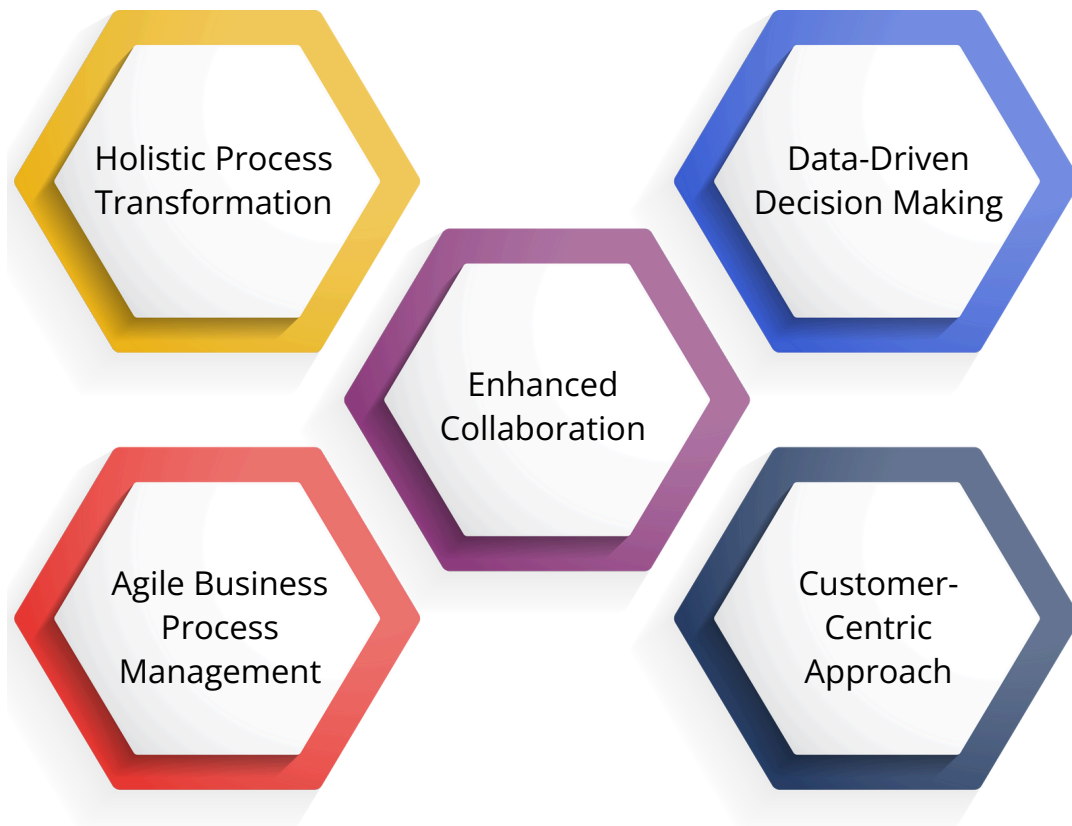 Holistic Process
Transformation
Data-Driven
Decision Making
Enhanced
Collaboration
Agile Business
Process
Management
Customer-
Centric
Approach